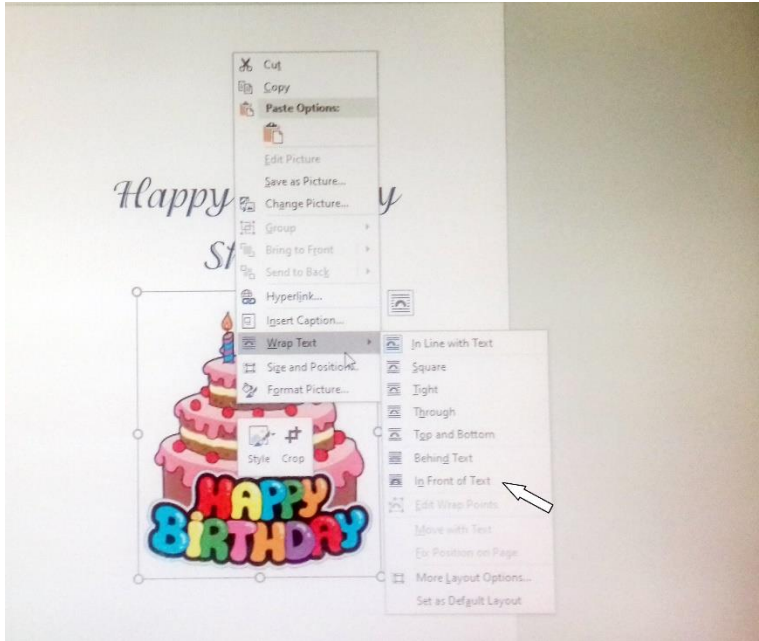 Cut
Copy
Paste Options:
Edit Picture
Save as Picture...
Change Picture...
Happy
y
Group
Bring to Front
Send to Back
Hyperlink...
Insert Caption...
Wrap Text
In Line with Text
Size and Position...
Square
Format Picture...
Tight
Through
Style Crop
Top and Bottom
Behind Text
In Front of Text
HAPPY
BIRTHDAY
Edit Wrap Points
Move with Text
Fix Position on Page
More Layout Options...
Set as Default Layout